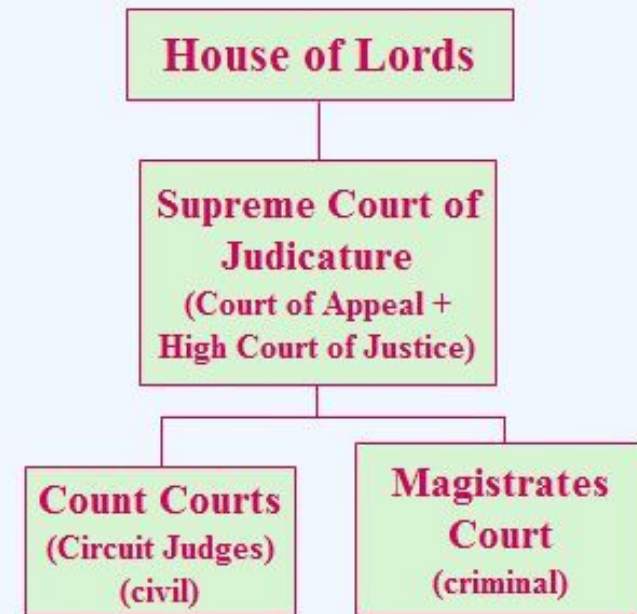 House of Lords
Supreme Court of
Judicature
(Court of Appeal +
High Court of Justice)
Count Courts
(Circuit Judges)
(civil)
Magistrates
Court
(criminal)